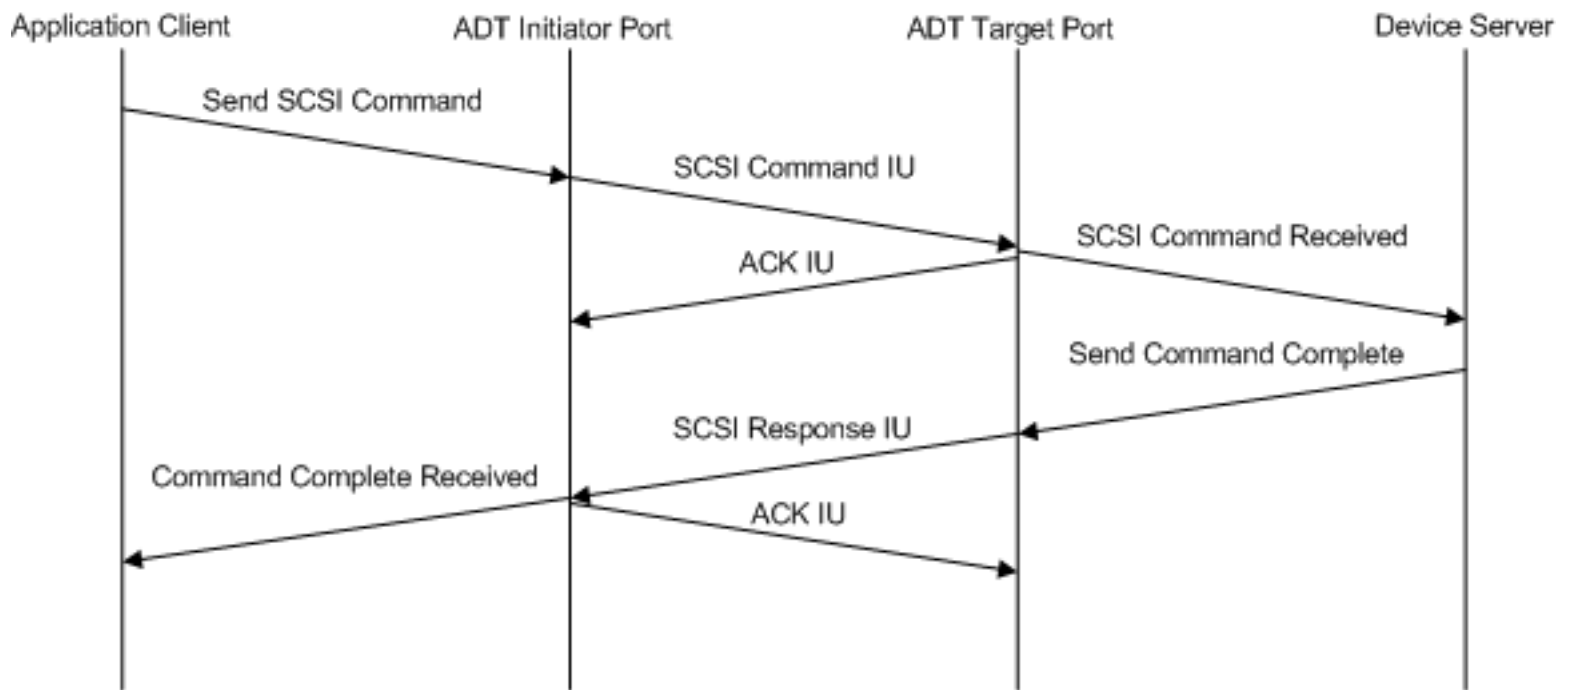 Application Client
ADT Initiator Port
ADT Target Port
Device Server
Send SCSI Command
SCSI Command IU
SCSI Command Received
ACK IU
Send Command Complete
SCSI Response IU
Command Complete Received
ACK IU